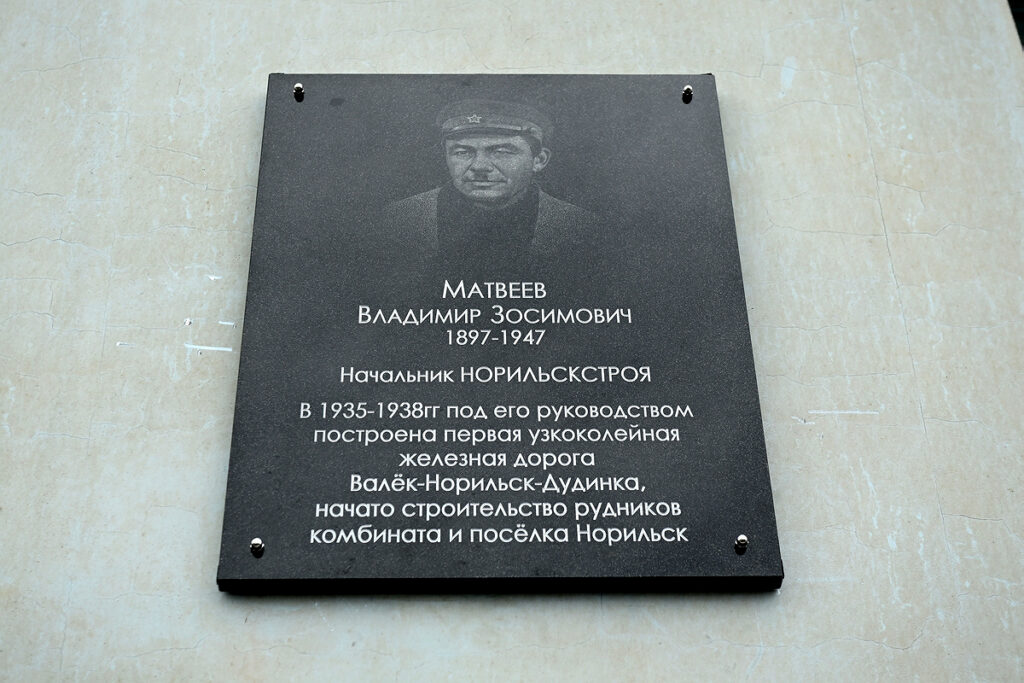 Матвеев
Владимир Зосимович
1897-1947
Начальник НОРИЛЬСКСТРОЯ
В 1935-1938гг под его руководством
построена первая узкоколейная
железная дорога
Валёк-Норильск-Дудинка,
начато строительство рудников
комбината и посёлка Норильск